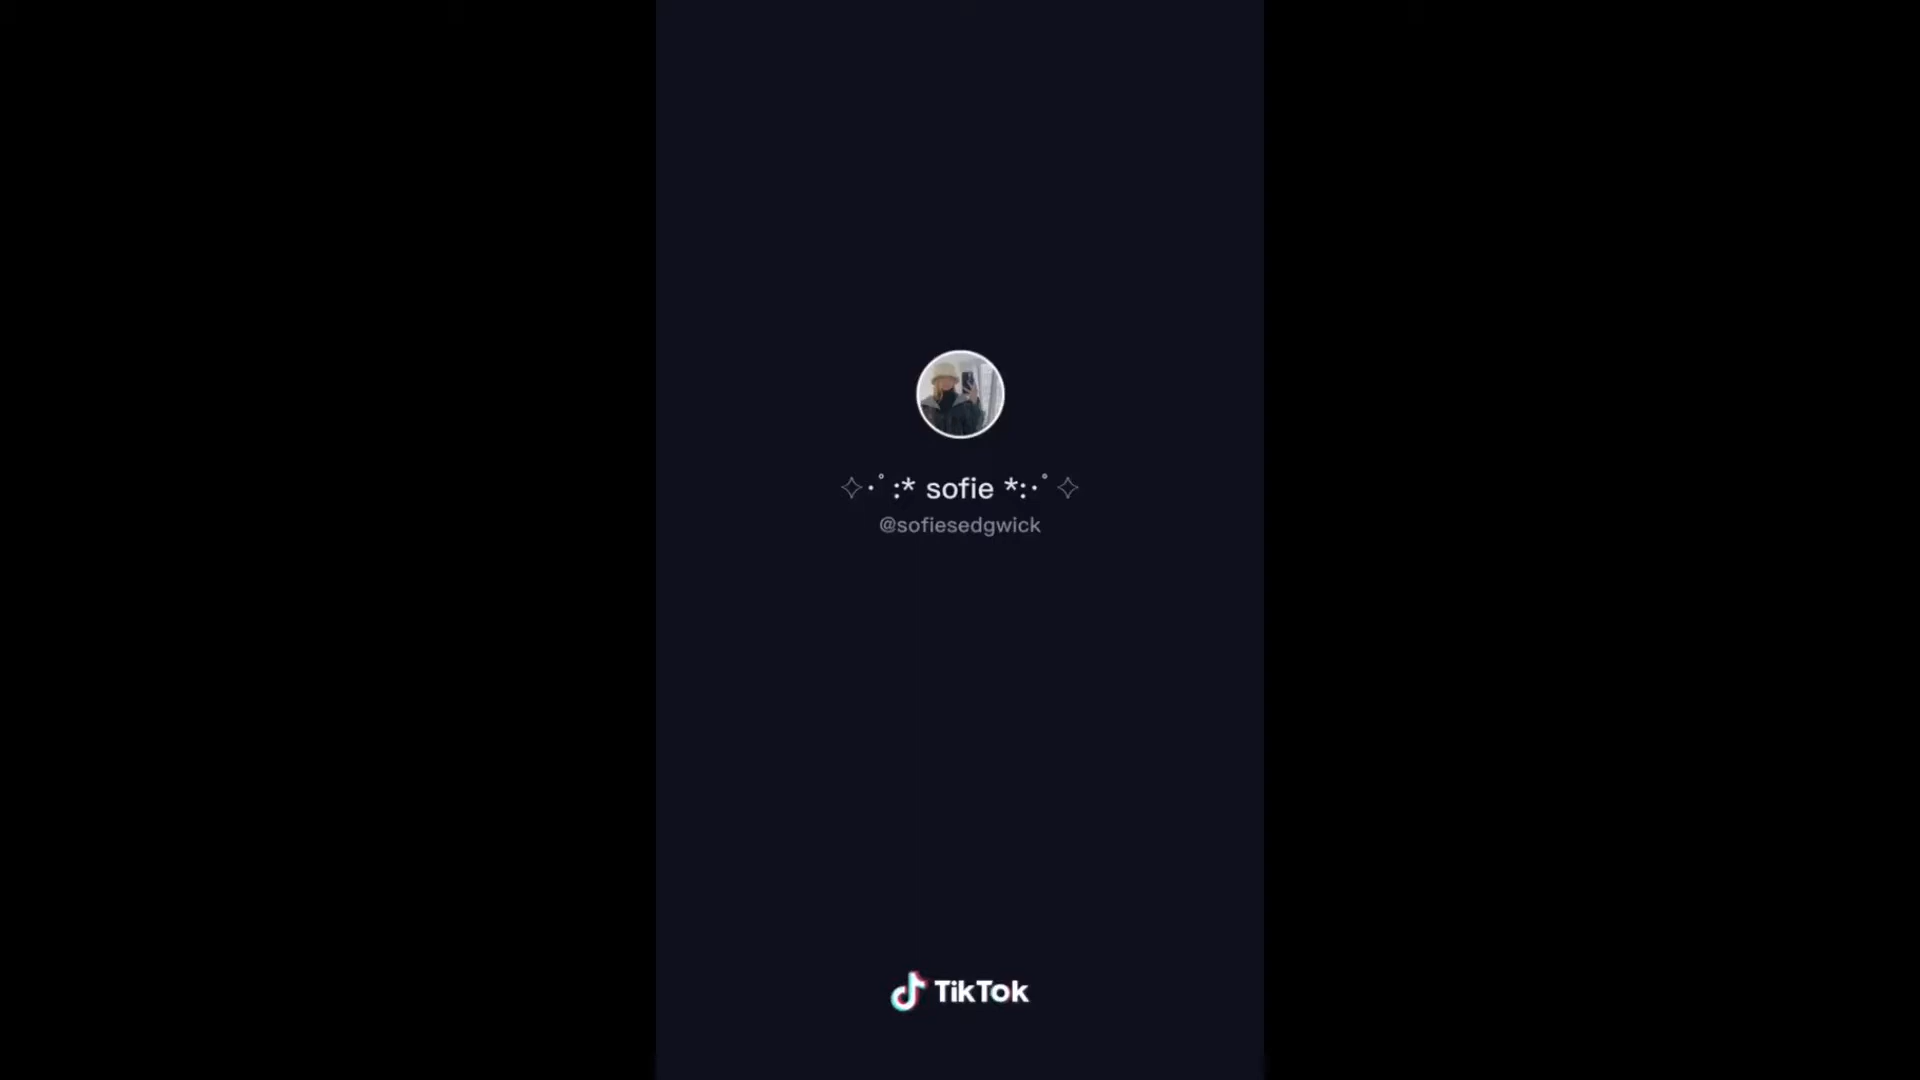 ✧･ﾟ:* sofie *:･ﾟ✧
@sofiesedgwick
TikTok